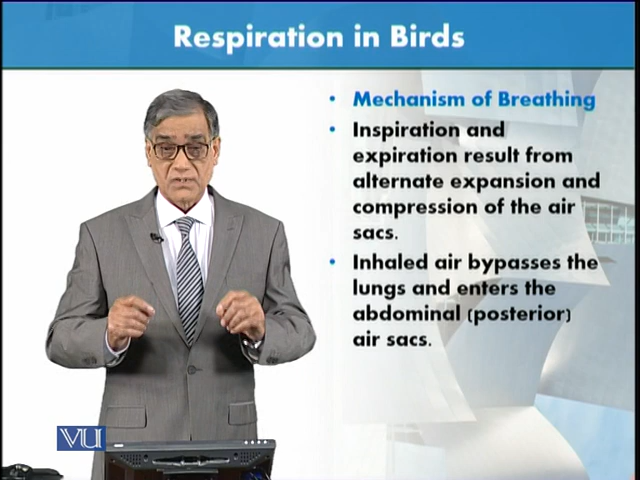 Respiration in Birds
• Mechanism of Breathing
• Inspiration and
expiration result from
alternate expansion and
compression of the air
sacs.
• Inhaled air bypasses the
lungs and enters the
abdominal (posterior)
air sacs.
VU